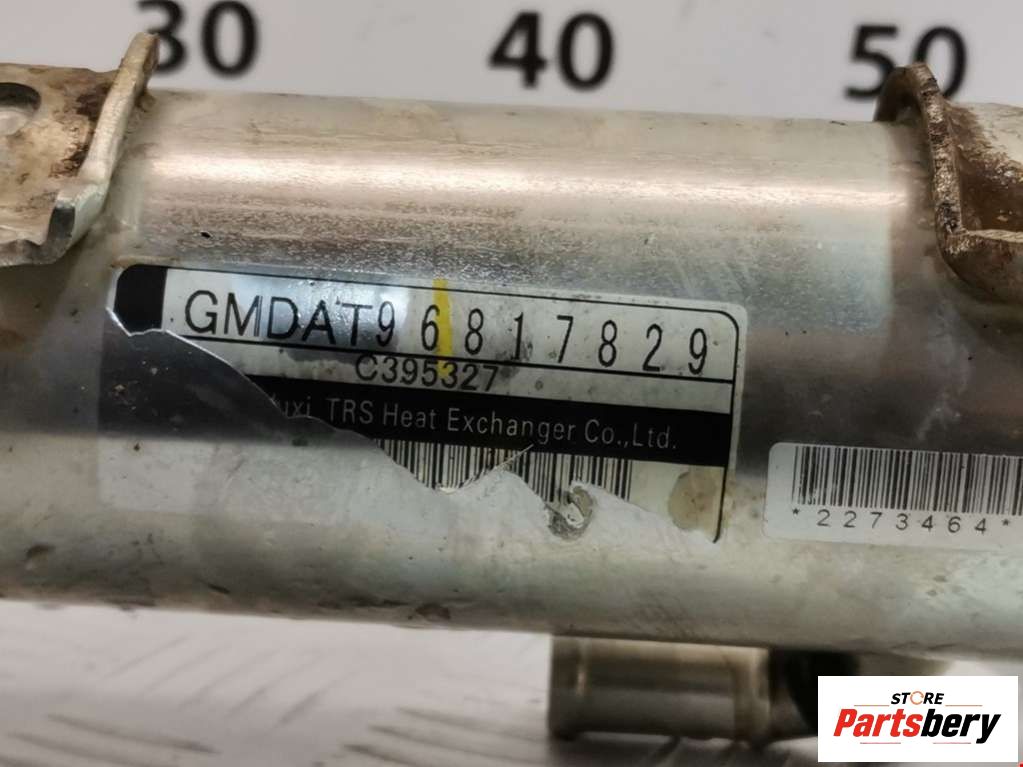 30 40 50
GMDAT96817829
C395327
TRS Heat Exchanger Co.,Ltd.
*2273464*
STORE
Partsbery